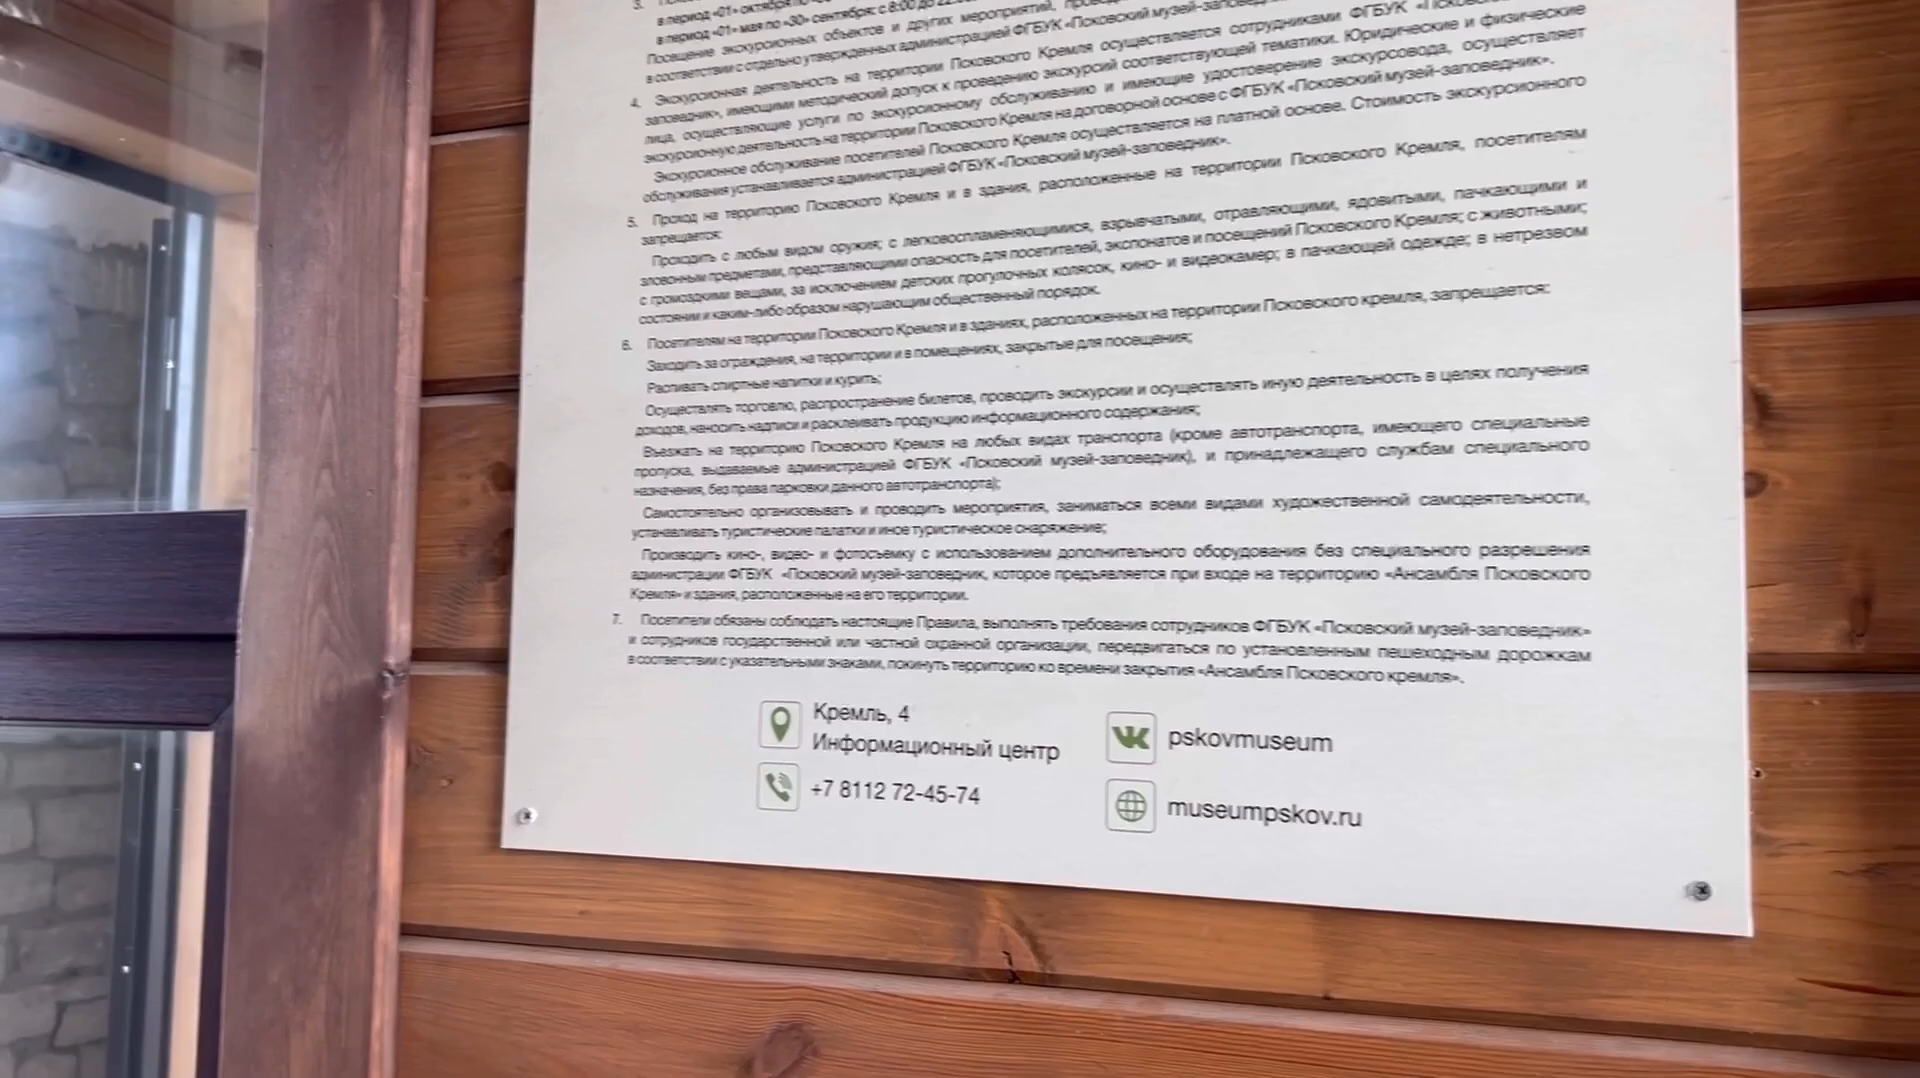 3.
в период «01» октября по
в период «01» мая по «30» сентября: с 8:00 до
Посещение экскурсионных объектов и других мероприятий,
в соответствии с отдельно утвержденных администрацией ФГБУК «Псковский музей-
4. Экскурсионная деятельность на территории Псковского Кремля осуществляется сотрудниками ФГБУК
заповедник», имеющими методический допуск к проведению экскурсий соответствующей тематики. Юридические и физические
лица, осуществляющие услуги по экскурсионному обслуживанию и имеющие удостоверение экскурсовода, осуществляет
экскурсионную деятельность на территории Псковского Кремля на договорной основе с ФГБУК «Псковский музей-заповедник».
Экскурсионное обслуживание посетителей Псковского Кремля осуществляется на платной основе. Стоимость экскурсионного
обслуживания устанавливается администрацией ФГБУК «Псковский музей-заповедник».
5. Проход на территорию Псковского Кремля и в здания, расположенные на территории Псковского Кремля, посетителям
запрещается:
Проходить с любым видом оружия; с легковоспламеняющимися, взрывчатыми, отравляющими, ядовитыми, пачкающими и
зловонным предметами, представляющими опасность для посетителей, экспонатов и посещений Псковского Кремля; с животными;
с громоздкими вещами, за исключением детских прогулочных колясок, кино- и видеокамер; в пачкающей одежде; в нетрезвом
состоянии и каким-либо образом нарушающим общественный порядок.
6. Посетителям на территории Псковского Кремля и в зданиях, расположенных на территории Псковского кремля, запрещается:
Заходить за ограждения, на территории и в помещениях, закрытые для посещения;
Распивать спиртные напитки и курить;
Осуществлять торговлю, распространение билетов, проводить экскурсии и осуществлять иную деятельность в целях получения
доходов, наносить надписи и расклеивать продукцию информационного содержания;
Въезжать на территорию Псковского Кремля на любых видах транспорта (кроме автотранспорта, имеющего специальные
пропуска, выдаваемые администрацией ФГБУК «Псковский музей-заповедник), и принадлежащего службам специального
назначения, без права парковки данного автотранспорта);
Самостоятельно организовывать и проводить мероприятия, заниматься всеми видами художественной самодеятельности,
устанавливать туристические палатки и иное туристическое снаряжение;
Производить кино-, видео- и фотосъемку с использованием дополнительного оборудования без специального разрешения
администрации ФГБУК «Псковский музей-заповедник, которое предъявляется при входе на территорию «Ансамбля Псковского
Кремля» и здания, расположенные на его территории.
7. Посетители обязаны соблюдать настоящие Правила, выполнять требования сотрудников ФГБУК «Псковский музей-заповедник»
и сотрудников государственной или частной охранной организации, передвигаться по установленным пешеходным дорожкам
в соответствии с указательными знаками, покинуть территорию ко времени закрытия «Ансамбля Псковского кремля».
Кремль, 4
Информационный центр
+7 8112 72-45-74
pskovmuseum
museumpskov.ru